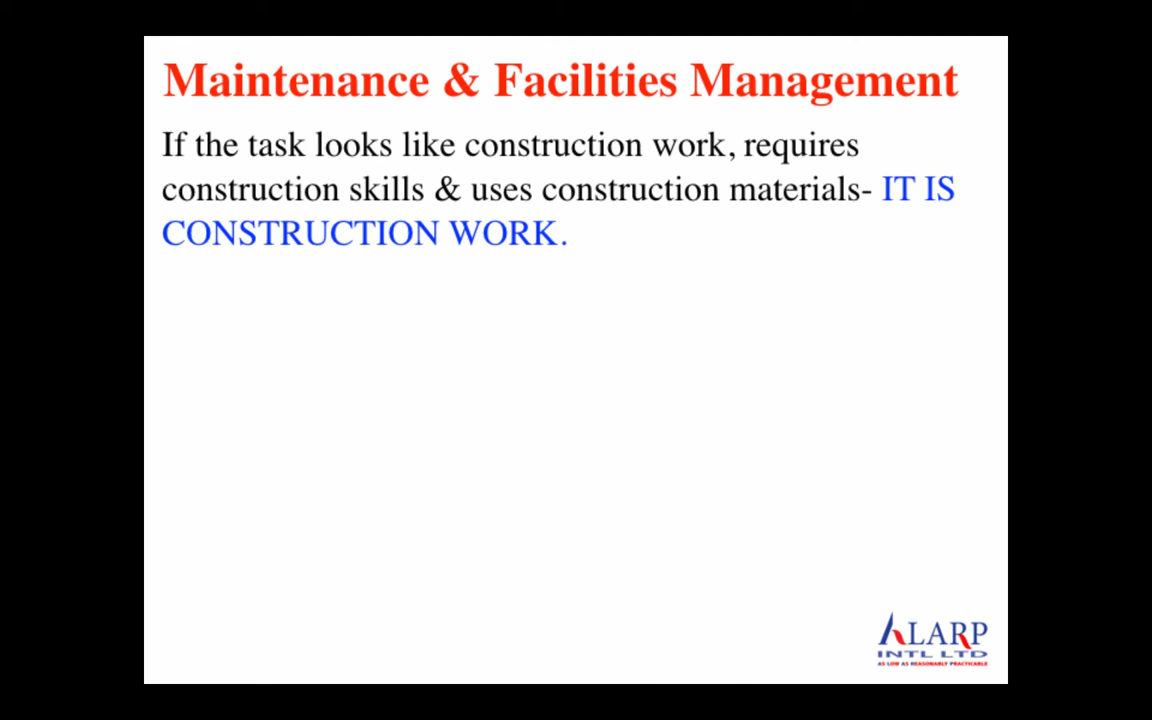 Maintenance & Facilities Management
If the task looks like construction work, requires
construction skills & uses construction materials- IT IS
CONSTRUCTION WORK.
ALARP
INTL LTD
AS LOW AS REASONABLY PRACTICABLE